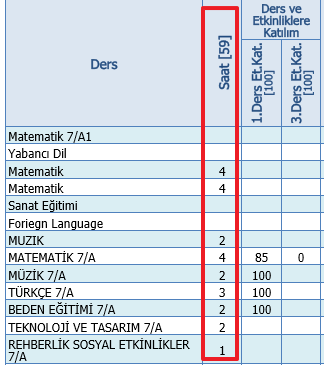 Ders
Saat [59]
Ders ve
Etkinliklere
Katılım
1.Ders Et.Kat.
[100]
3.Ders Et.Kat.
[100]
Matematik 7/A1
Yabancı Dil
Matematik 4
Matematik 4
Sanat Eğitimi
Foriegn Language
MUZIK 2
MATEMATİK 7/A 4 85 0
MÜZİK 7/A 2 100
TÜRKÇE 7/A 3 100
BEDEN EĞİTİMİ 7/A 2 100
TEKNOLOJİ VE TASARIM 7/A 2
REHBERLİK SOSYAL ETKİNLİKLER
7/A 1